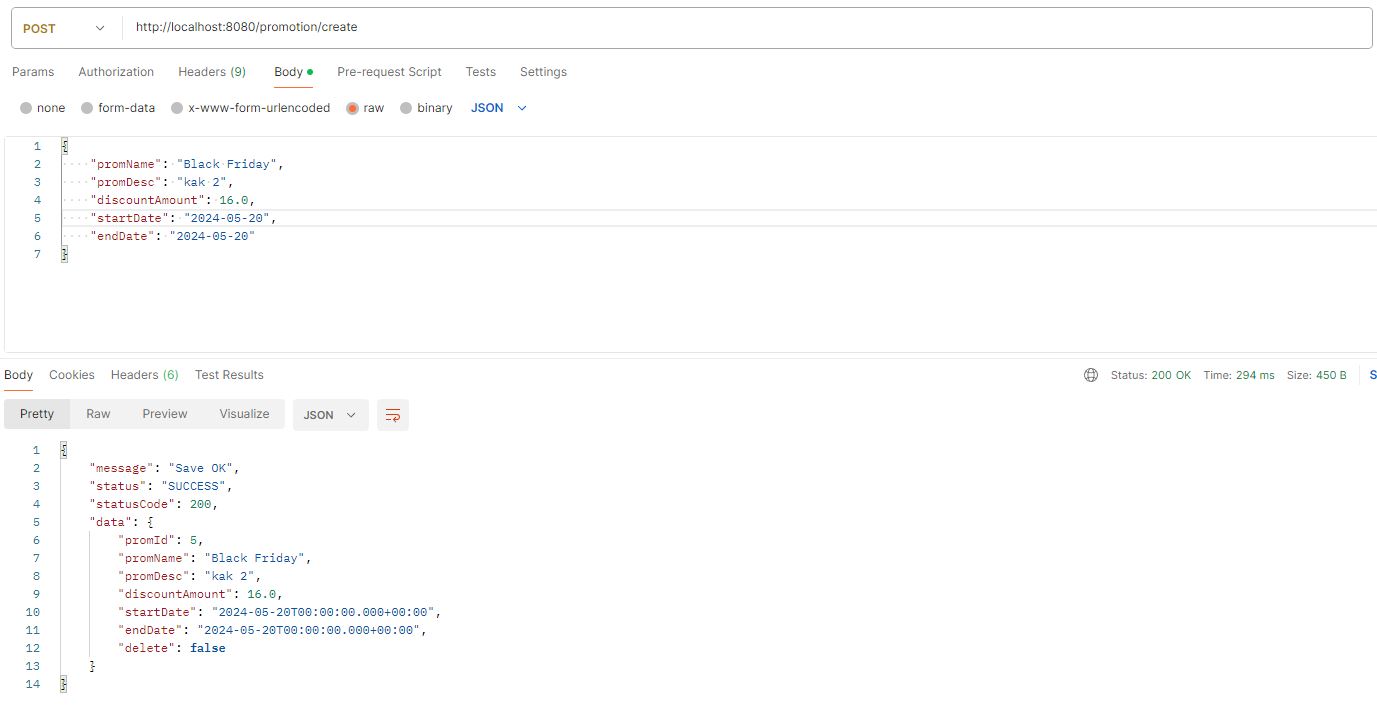 POST http://localhost:8080/promotion/create
Params Authorization Headers (9) Body Pre-request Script Tests Settings
none form-data x-www-form-urlencoded raw binary JSON
1 {
2 "promName": "Black Friday",
3 "promDesc": "kak 2",
4 "discountAmount": 16.0,
5 "startDate": "2024-05-20",
6 "endDate": "2024-05-20"
7 }
Body Cookies Headers (6) Test Results Status: 200 OK Time: 294 ms Size: 450 B S
Pretty Raw Preview Visualize JSON
1 {
2 "message": "Save OK",
3 "status": "SUCCESS",
4 "statusCode": 200,
5 "data": {
6 "promId": 5,
7 "promName": "Black Friday",
8 "promDesc": "kak 2",
9 "discountAmount": 16.0,
10 "startDate": "2024-05-20T00:00:00.000+00:00",
11 "endDate": "2024-05-20T00:00:00.000+00:00",
12 "delete": false
13 }
14 }